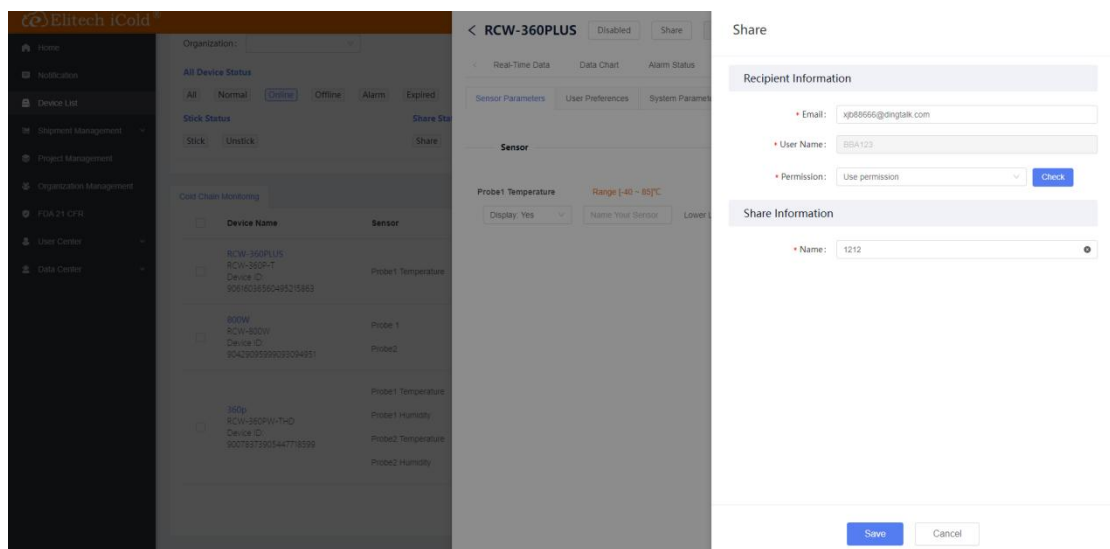 Elitech iCold®
Home
Notification
Device List
Shipment Management
Project Management
Organization Management
FDA 21 CFR
User Center
Data Center
Organization:
All Device Status
All Normal Online Offline Alarm Expired
Stick Status Share Sta
Stick Unstick Share
Cold Chain Monitoring
Device Name Sensor
RCW-360PLUS
RCW-360P-T
Device ID:
Probe1 Temperature
800W
RCW-800W
Device ID:
Probe 1
Probe2
360p
RCW-360PW-THD
Device ID:
Probe1 Temperature
Probe1 Humidity
Probe2 Temperature
Probe2 Humidity
< RCW-360PLUS Disabled Share
Real-Time Data Data Chart Alarm Status
Sensor Parameters User Preferences System Paramete
Sensor
Probe1 Temperature Range [-40 ~ 85]°C
Display: Yes Name Your Sensor Lower L
Share
Recipient Information
* Email: xjb88666@dingtalk.com
* User Name: BBA123
* Permission: Use permission Check
Share Information
* Name: 1212
Save Cancel